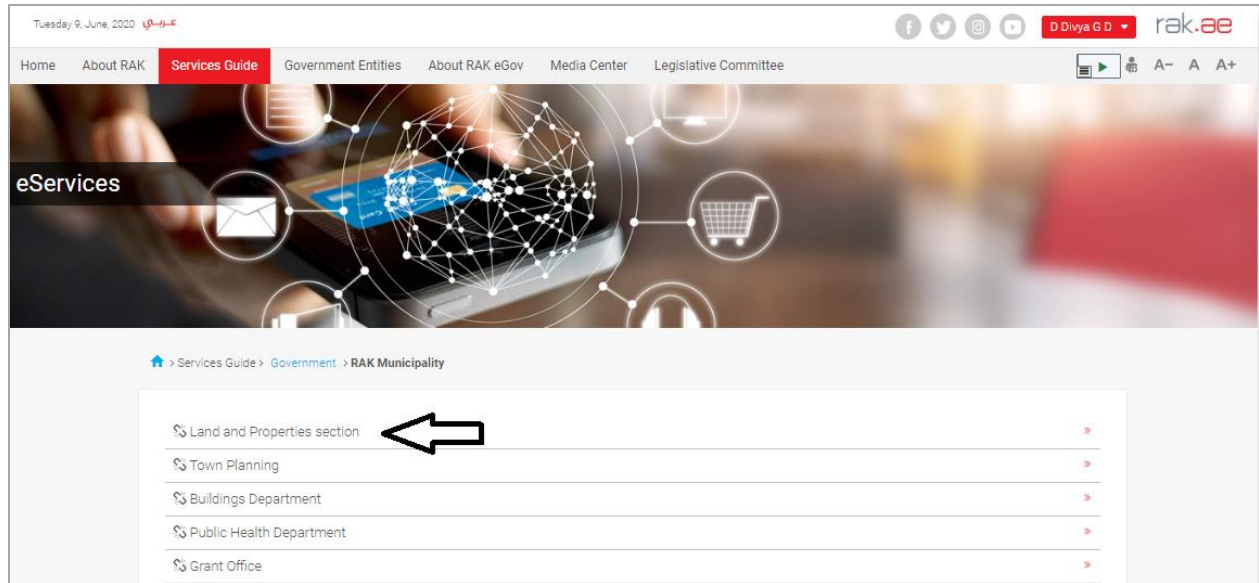 Tuesday 9, June, 2020 عربي
D Divya G D
rak.ae
Home About RAK Services Guide Government Entities About RAK eGov Media Center Legislative Committee A- A A+
eServices
Card
> Services Guide > Government > RAK Municipality
Land and Properties section »
Town Planning »
Buildings Department »
Public Health Department »
Grant Office »